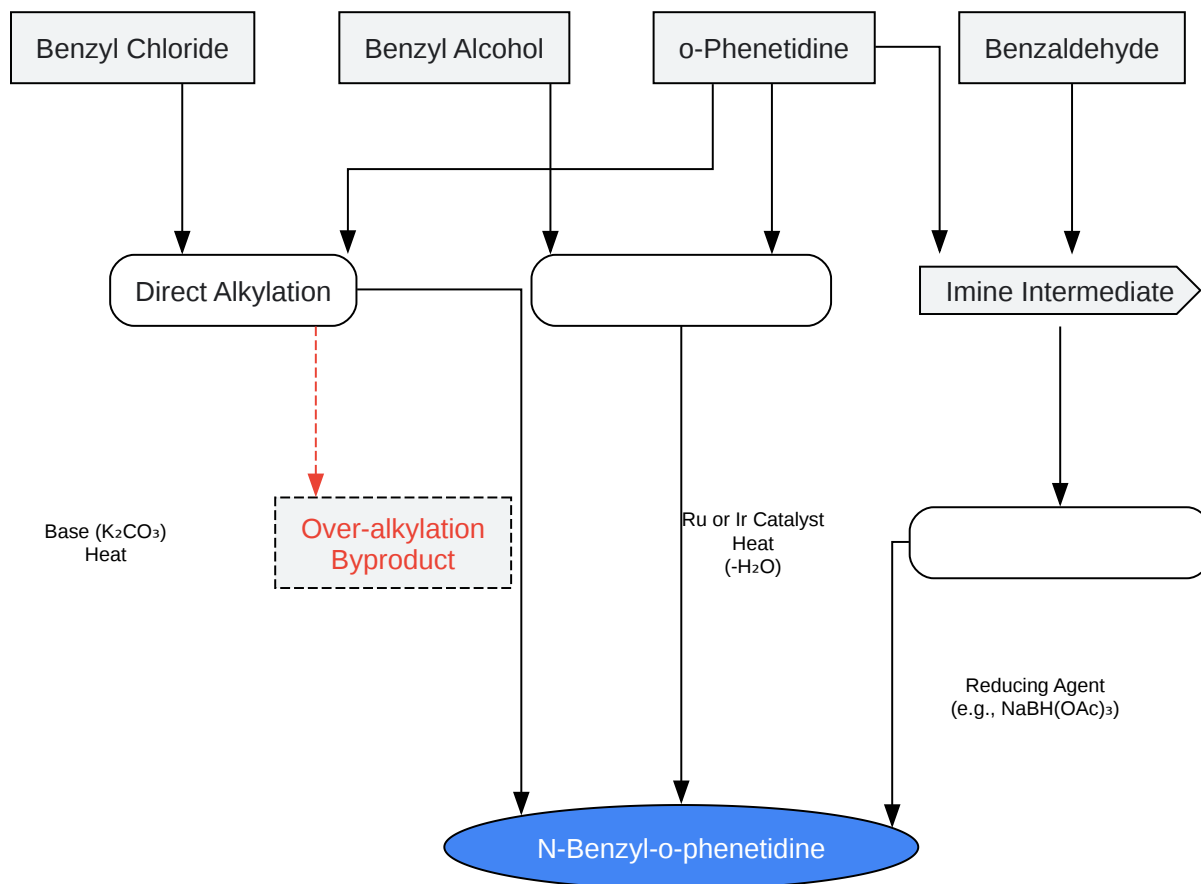 Benzyl Chloride
Benzyl Alcohol
o-Phenetidine
Benzaldehyde
Direct Alkylation
Imine Intermediate
Base (K₂CO₃)
Heat
Over-alkylation
Byproduct
Ru or Ir Catalyst
Heat
(-H₂O)
Reducing Agent
(e.g., NaBH(OAc)₃)
N-Benzyl-o-phenetidine